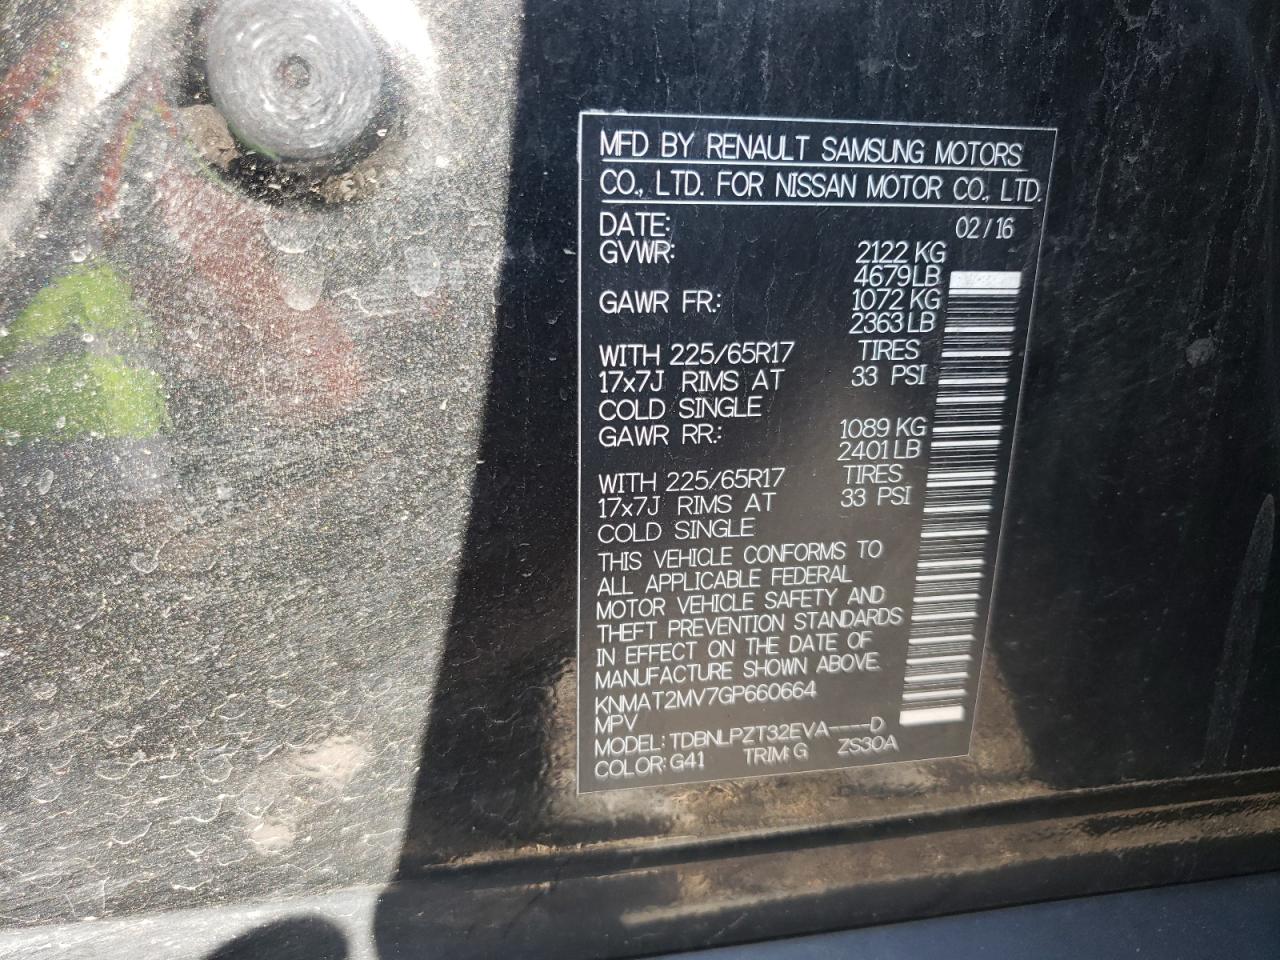 MFD BY RENAULT SAMSUNG MOTORS
CO., LTD. FOR NISSAN MOTOR CO., LTD.
DATE: 02/16
GVWR: 2122 KG
4679 LB
GAWR FR.: 1072 KG
2363 LB
WITH 225/65R17 TIRES
17x7J RIMS AT 33 PSI
COLD SINGLE
GAWR RR.: 1089 KG
2401 LB
WITH 225/65R17 TIRES
17x7J RIMS AT 33 PSI
COLD SINGLE
THIS VEHICLE CONFORMS TO
ALL APPLICABLE FEDERAL
MOTOR VEHICLE SAFETY AND
THEFT PREVENTION STANDARDS
IN EFFECT ON THE DATE OF
MANUFACTURE SHOWN ABOVE.
KNMAT2MV7GP660664
MPV
MODEL: TDBNLPZT32EVA----D
COLOR: G41 TRIM: G ZS30A